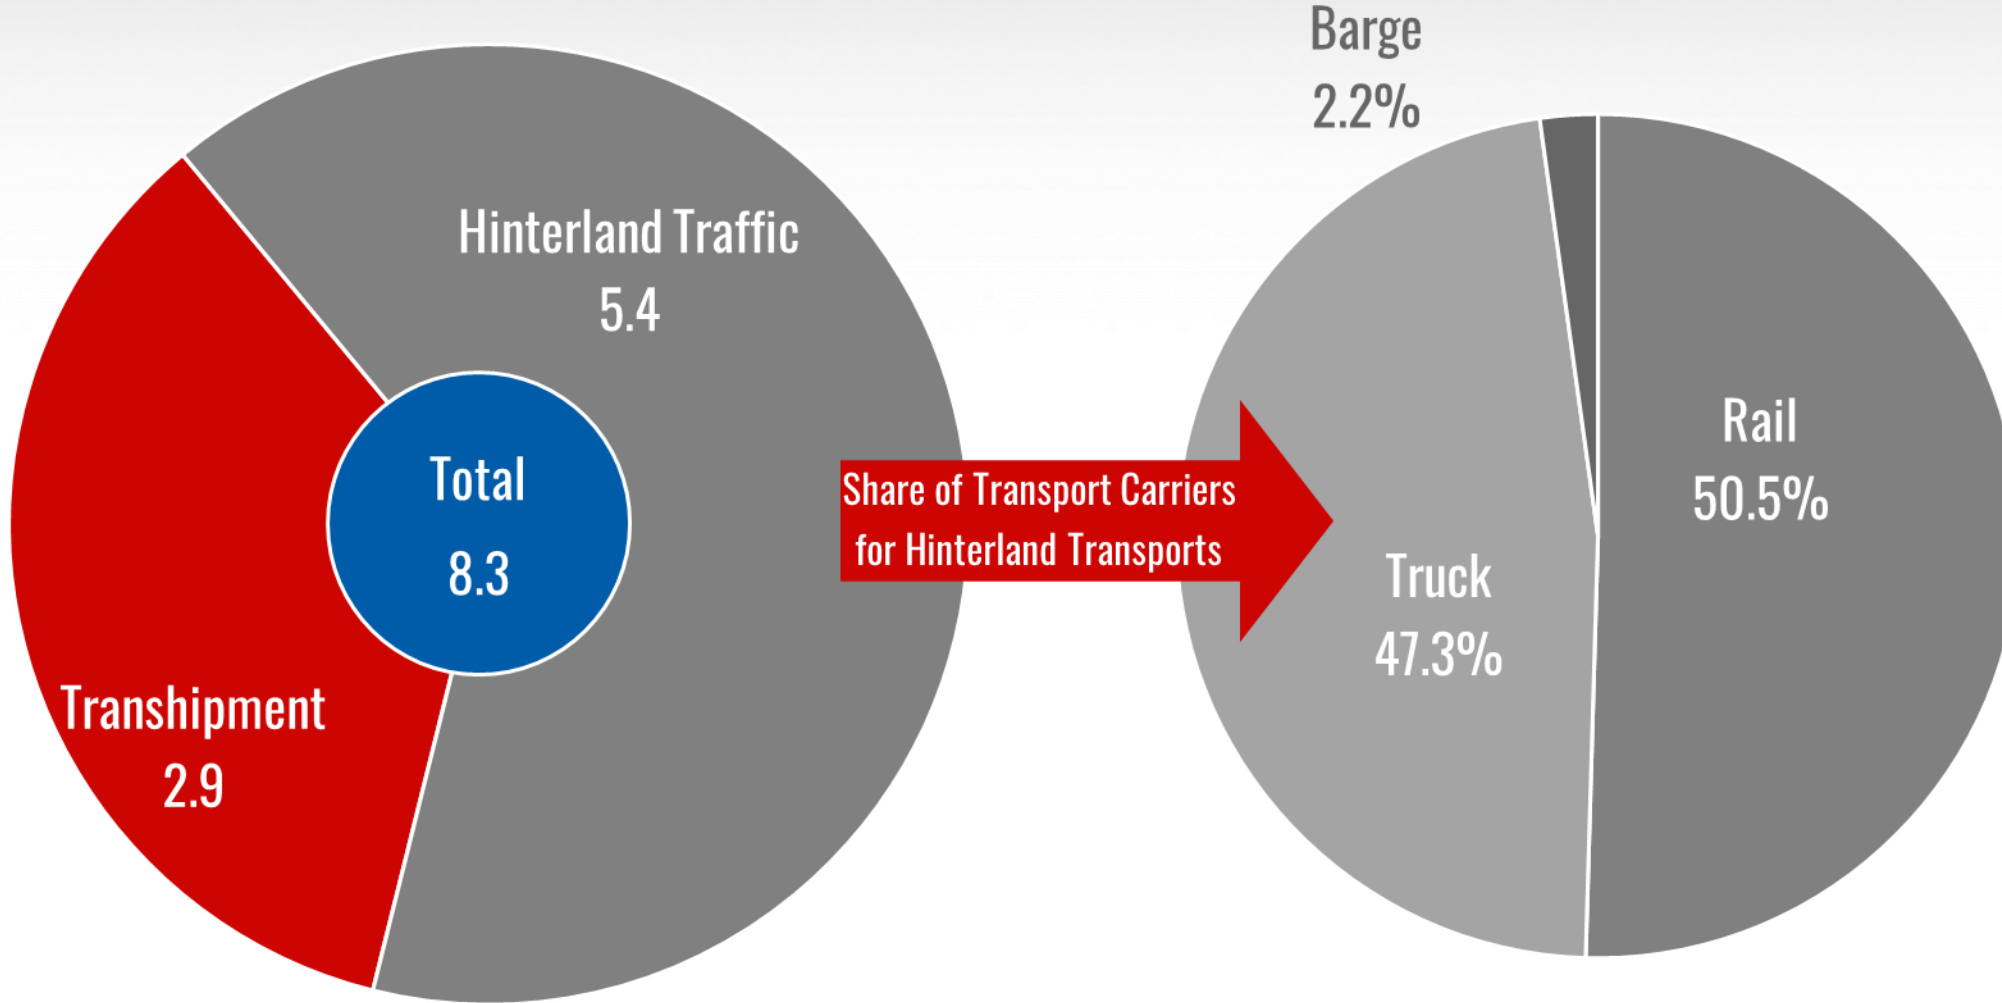 Barge
2.2%
Hinterland Traffic
5.4
Total
8.3
Transhipment
2.9
Share of Transport Carriers
for Hinterland Transports
Rail
50.5%
Truck
47.3%